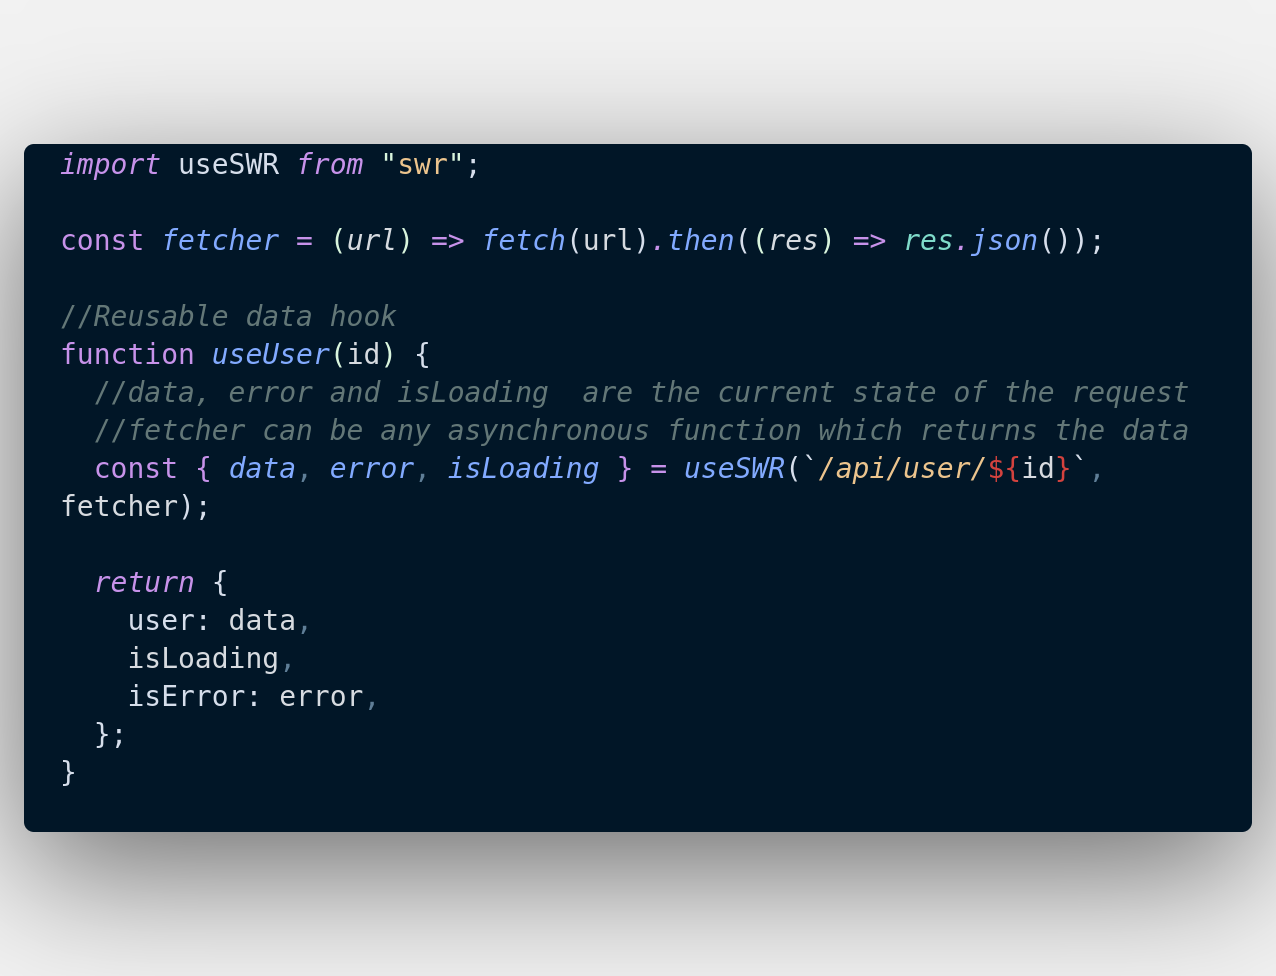 import useSWR from "swr";

const fetcher = (url) => fetch(url).then((res) => res.json());

//Reusable data hook
function useUser(id) {
  //data, error and isLoading  are the current state of the request
  //fetcher can be any asynchronous function which returns the data
  const { data, error, isLoading } = useSWR(`/api/user/${id}`,
fetcher);

  return {
    user: data,
    isLoading,
    isError: error,
  };
}